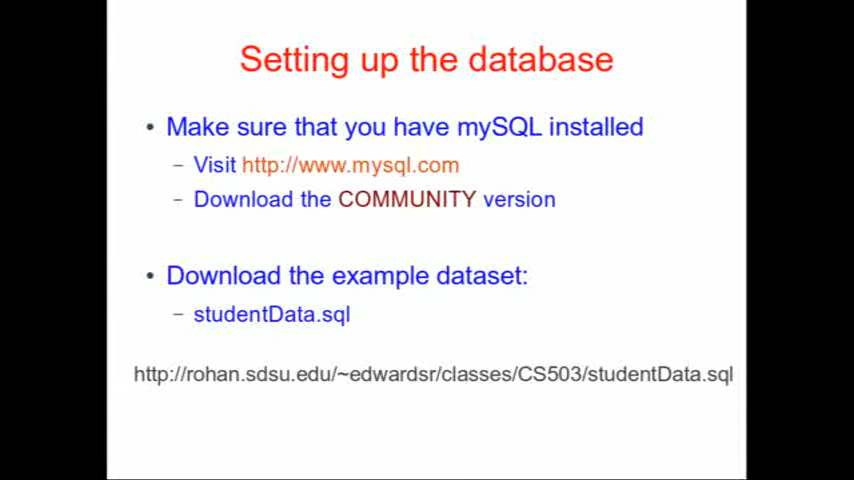 Setting up the database
• Make sure that you have mySQL installed
– Visit http://www.mysql.com
– Download the COMMUNITY version
• Download the example dataset:
– studentData.sql
http://rohan.sdsu.edu/~edwardsr/classes/CS503/studentData.sql